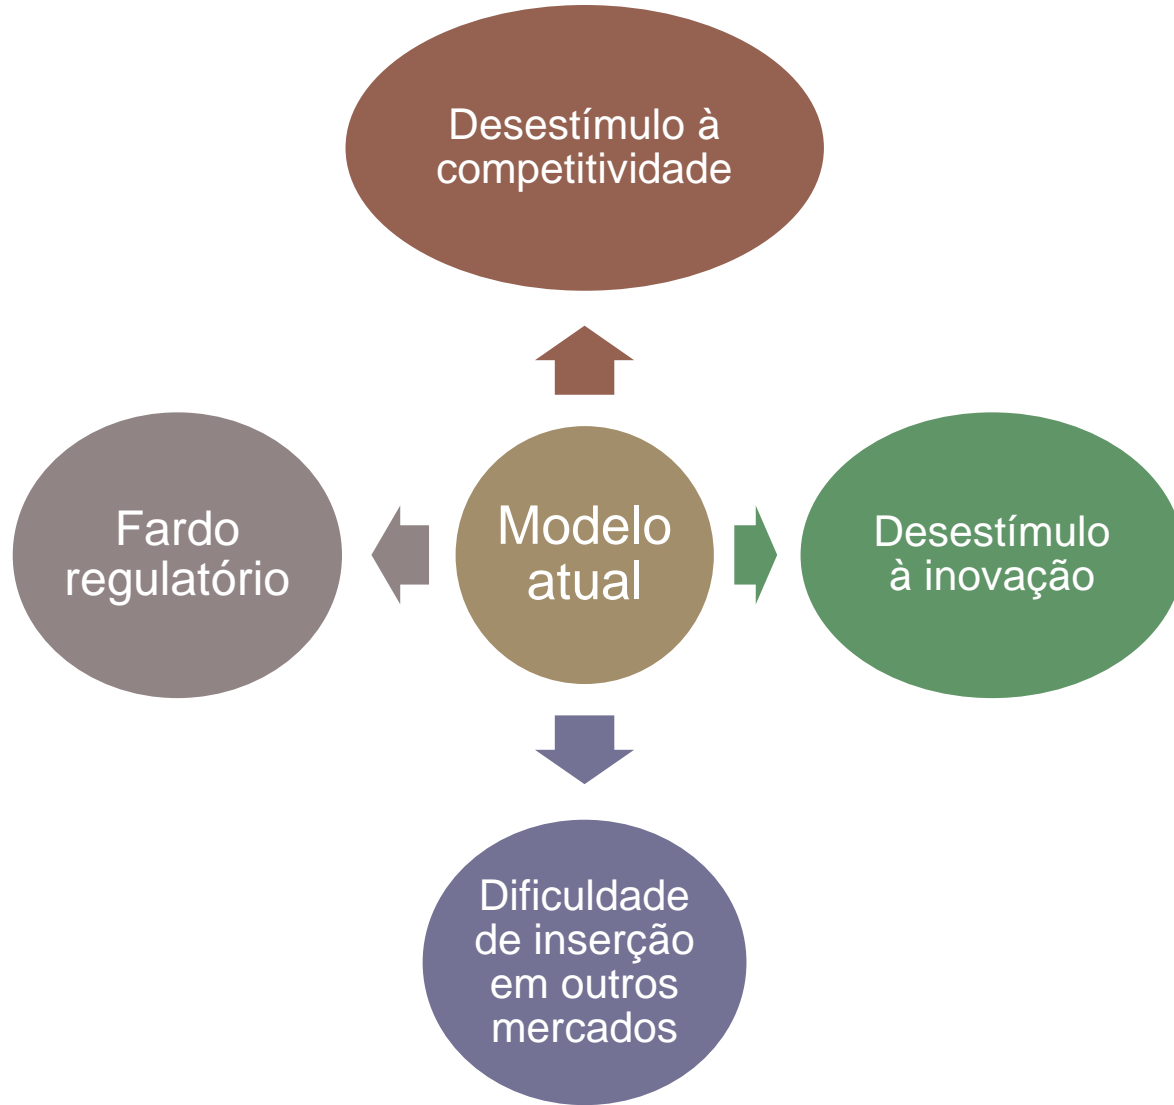 Desestímulo à
competitividade
Fardo
regulatório
Modelo
atual
Desestímulo
à inovação
Dificuldade
de inserção
em outros
mercados